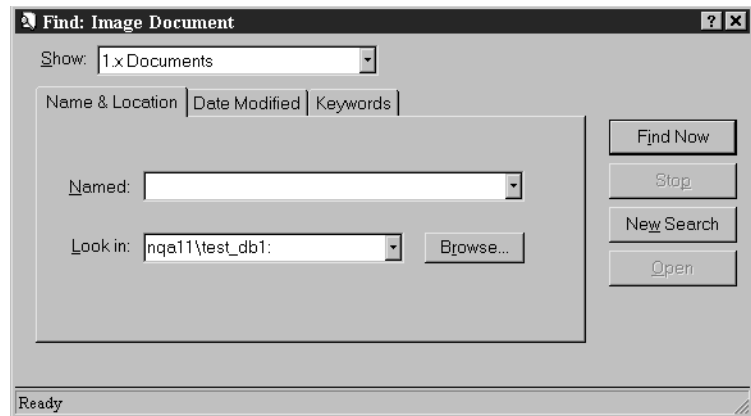 Find: Image Document
Show: 1.x Documents
Name & Location Date Modified Keywords
Named:
Look in: nqa11\test_db1: Browse...
Find Now
Stop
New Search
Open
Ready